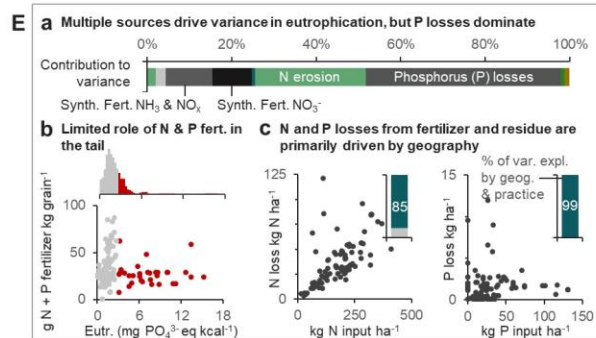 E
a Multiple sources drive variance in eutrophication, but P losses dominate
0% 20% 40% 60% 80% 100%
Contribution to
variance
N erosion
Phosphorus (P) losses
Synth. Fert. NH₃ & NOₓ
Synth. Fert. NO₃⁻
b Limited role of N & P fert. in
the tail
g N + P fertilizer kg grain⁻¹
100
50
0
0 6 12 18
Eutr. (mg PO₄³⁻ eq kcal⁻¹)
c N and P losses from fertilizer and residue are
primarily driven by geography
N loss kg N ha⁻¹
125
0
85
0 250 500
kg N input ha⁻¹
% of var. expl.
by geog.
& practice
P loss kg N ha⁻¹
15
0
99
0 50 100 150
kg P input ha⁻¹